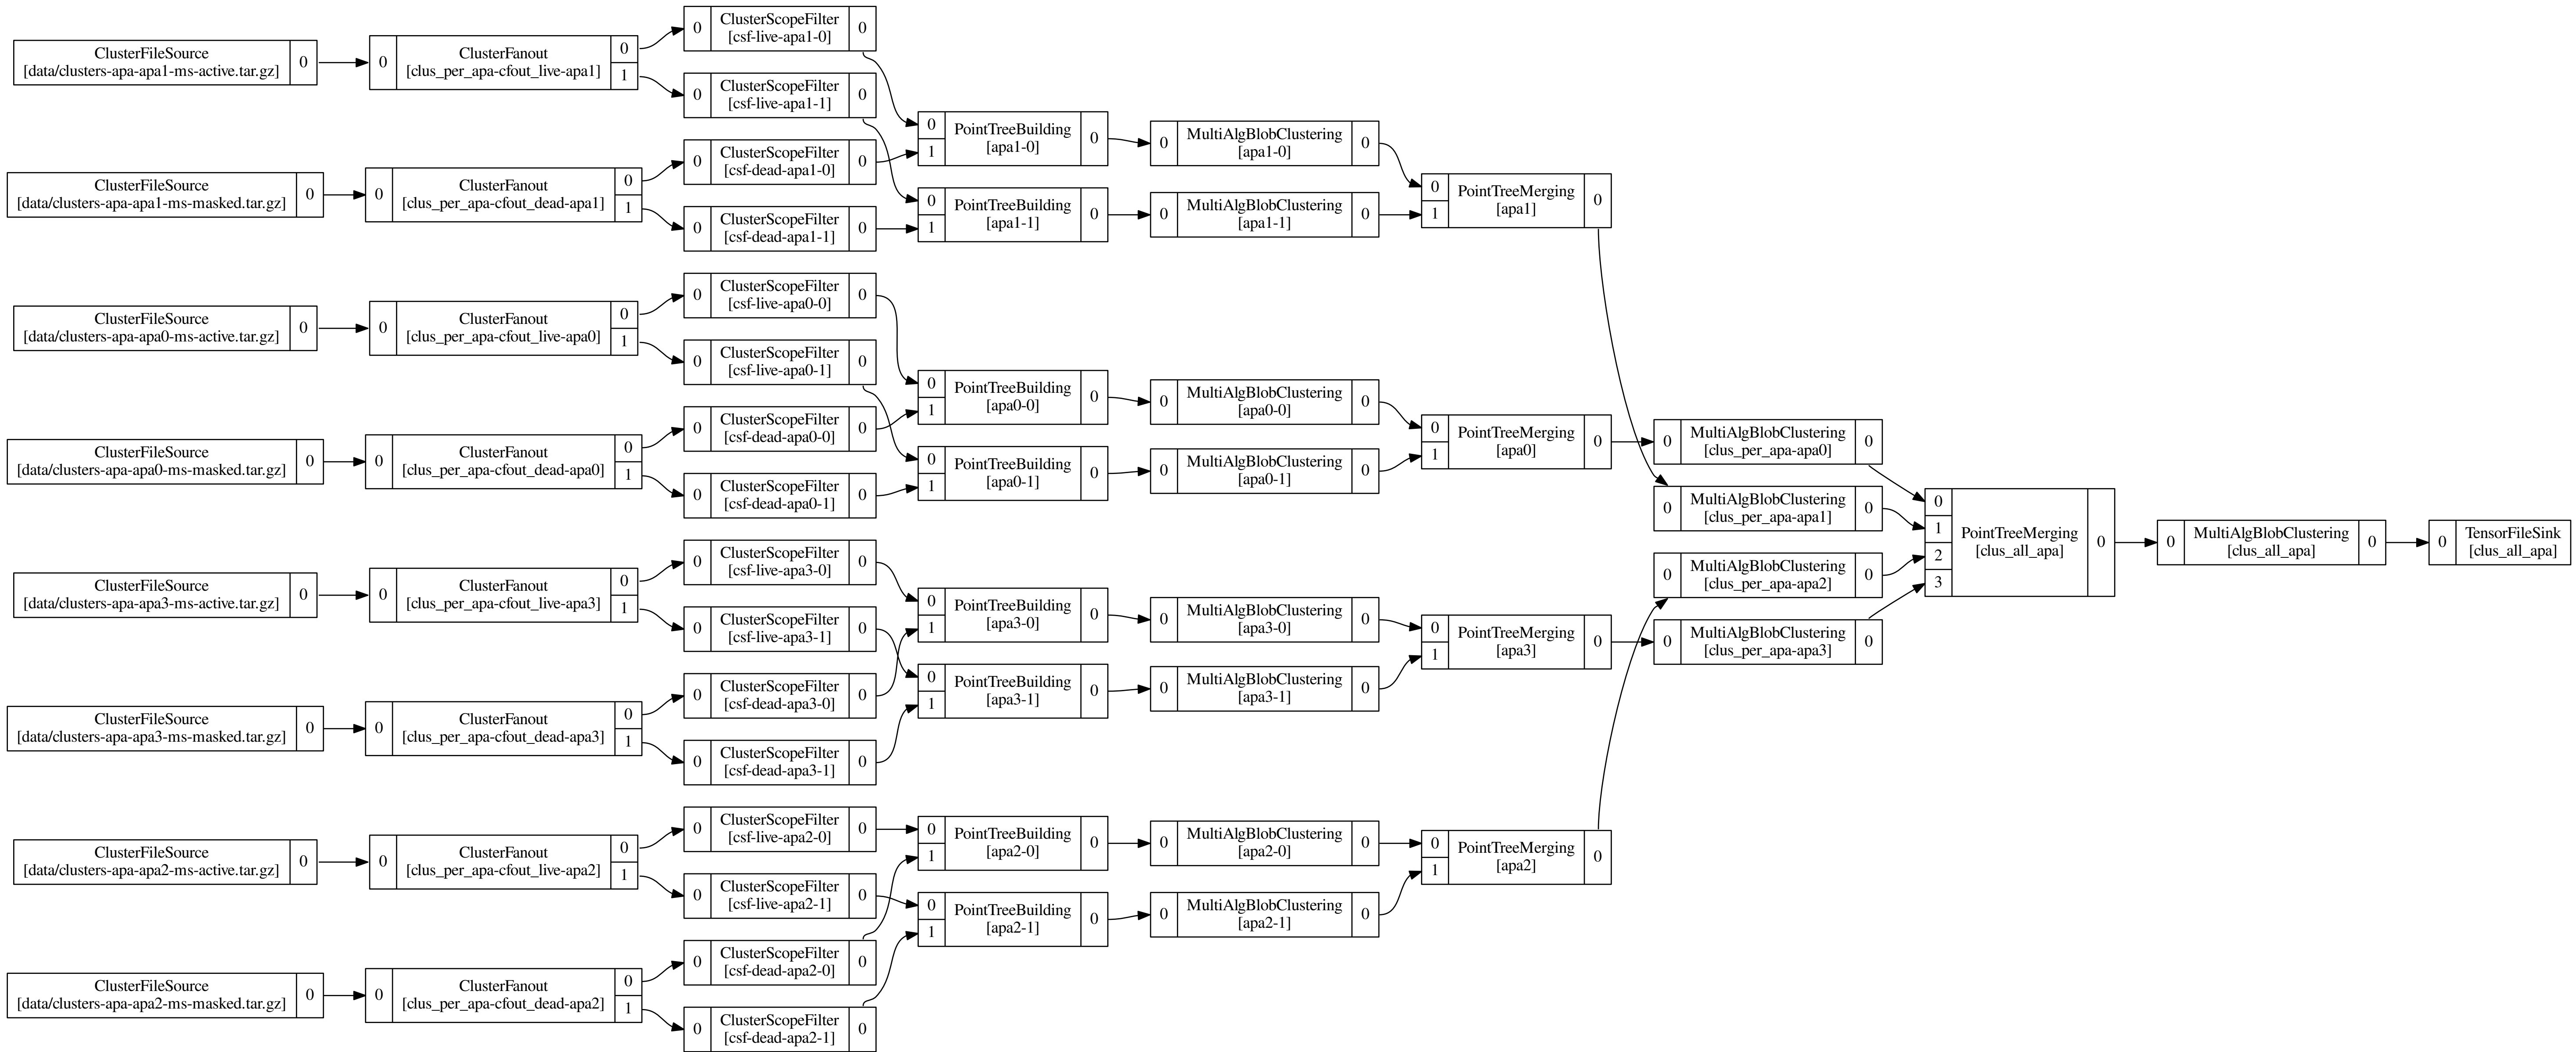 ClusterFileSource
[data/clusters-apa-apa1-ms-active.tar.gz]
0
0
ClusterFanout
[clus_per_apa-cfout_live-apa1]
0
1
0
ClusterScopeFilter
[csf-live-apa1-0]
0
0
ClusterScopeFilter
[csf-live-apa1-1]
0
ClusterFileSource
[data/clusters-apa-apa1-ms-masked.tar.gz]
0
0
ClusterFanout
[clus_per_apa-cfout_dead-apa1]
0
1
0
ClusterScopeFilter
[csf-dead-apa1-0]
0
0
ClusterScopeFilter
[csf-dead-apa1-1]
0
0
1
PointTreeBuilding
[apa1-0]
0
0
MultiAlgBlobClustering
[apa1-0]
0
0
1
PointTreeBuilding
[apa1-1]
0
0
MultiAlgBlobClustering
[apa1-1]
0
0
1
PointTreeMerging
[apa1]
0
ClusterFileSource
[data/clusters-apa-apa0-ms-active.tar.gz]
0
0
ClusterFanout
[clus_per_apa-cfout_live-apa0]
0
1
0
ClusterScopeFilter
[csf-live-apa0-0]
0
0
ClusterScopeFilter
[csf-live-apa0-1]
0
ClusterFileSource
[data/clusters-apa-apa0-ms-masked.tar.gz]
0
0
ClusterFanout
[clus_per_apa-cfout_dead-apa0]
0
1
0
ClusterScopeFilter
[csf-dead-apa0-0]
0
0
ClusterScopeFilter
[csf-dead-apa0-1]
0
0
1
PointTreeBuilding
[apa0-0]
0
0
MultiAlgBlobClustering
[apa0-0]
0
0
1
PointTreeBuilding
[apa0-1]
0
0
MultiAlgBlobClustering
[apa0-1]
0
0
1
PointTreeMerging
[apa0]
0
0
MultiAlgBlobClustering
[clus_per_apa-apa0]
0
0
MultiAlgBlobClustering
[clus_per_apa-apa1]
0
0
MultiAlgBlobClustering
[clus_per_apa-apa2]
0
0
MultiAlgBlobClustering
[clus_per_apa-apa3]
0
0
1
2
3
PointTreeMerging
[clus_all_apa]
0
0
MultiAlgBlobClustering
[clus_all_apa]
0
0
TensorFileSink
[clus_all_apa]
ClusterFileSource
[data/clusters-apa-apa3-ms-active.tar.gz]
0
0
ClusterFanout
[clus_per_apa-cfout_live-apa3]
0
1
0
ClusterScopeFilter
[csf-live-apa3-0]
0
0
ClusterScopeFilter
[csf-live-apa3-1]
0
ClusterFileSource
[data/clusters-apa-apa3-ms-masked.tar.gz]
0
0
ClusterFanout
[clus_per_apa-cfout_dead-apa3]
0
1
0
ClusterScopeFilter
[csf-dead-apa3-0]
0
0
ClusterScopeFilter
[csf-dead-apa3-1]
0
0
1
PointTreeBuilding
[apa3-0]
0
0
MultiAlgBlobClustering
[apa3-0]
0
0
1
PointTreeBuilding
[apa3-1]
0
0
MultiAlgBlobClustering
[apa3-1]
0
0
1
PointTreeMerging
[apa3]
0
ClusterFileSource
[data/clusters-apa-apa2-ms-active.tar.gz]
0
0
ClusterFanout
[clus_per_apa-cfout_live-apa2]
0
1
0
ClusterScopeFilter
[csf-live-apa2-0]
0
0
ClusterScopeFilter
[csf-live-apa2-1]
0
ClusterFileSource
[data/clusters-apa-apa2-ms-masked.tar.gz]
0
0
ClusterFanout
[clus_per_apa-cfout_dead-apa2]
0
1
0
ClusterScopeFilter
[csf-dead-apa2-0]
0
0
ClusterScopeFilter
[csf-dead-apa2-1]
0
0
1
PointTreeBuilding
[apa2-0]
0
0
MultiAlgBlobClustering
[apa2-0]
0
0
1
PointTreeBuilding
[apa2-1]
0
0
MultiAlgBlobClustering
[apa2-1]
0
0
1
PointTreeMerging
[apa2]
0